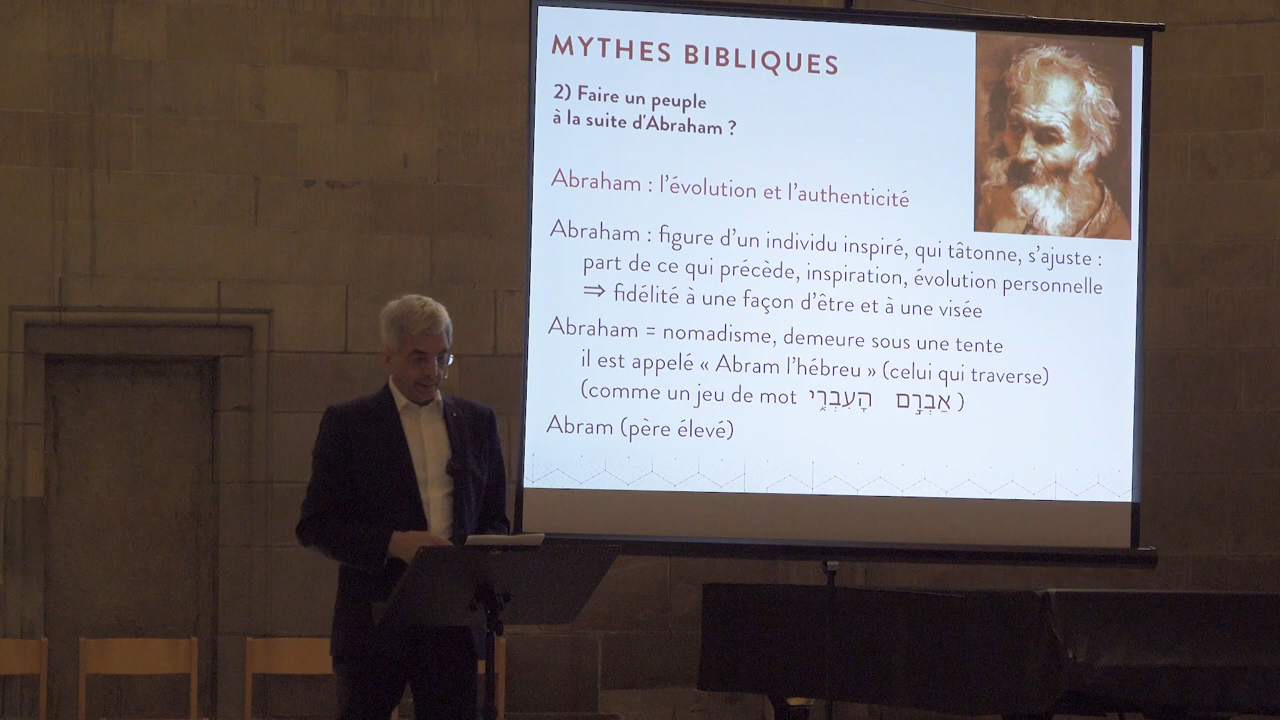 MYTHES BIBLIQUES
2) Faire un peuple
à la suite d'Abraham ?
Abraham : l'évolution et l'authenticité
Abraham : figure d'un individu inspiré, qui tâtonne, s'ajuste :
part de ce qui précède, inspiration, évolution personnelle
⇒ fidélité à une façon d'être et à une visée
Abraham = nomadisme, demeure sous une tente
il est appelé « Abram l'hébreu » (celui qui traverse)
(comme un jeu de mot אַבְרָ֣ם הָעִבְרִ֑י )
Abram (père élevé)